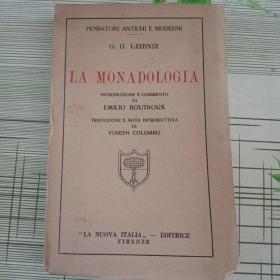 PENSATORI ANTICHI E MODERNI
G. G. LEIBNIZ
LA MONADOLOGIA
INTRODUZIONE E COMMENTO
DI
EMILIO BOUTROUX
TRADUZIONE E NOTA INTRODUTTIVA
DI
YOSEPH COLOMBO
"LA NUOVA ITALIA„ — EDITRICE
FIRENZE